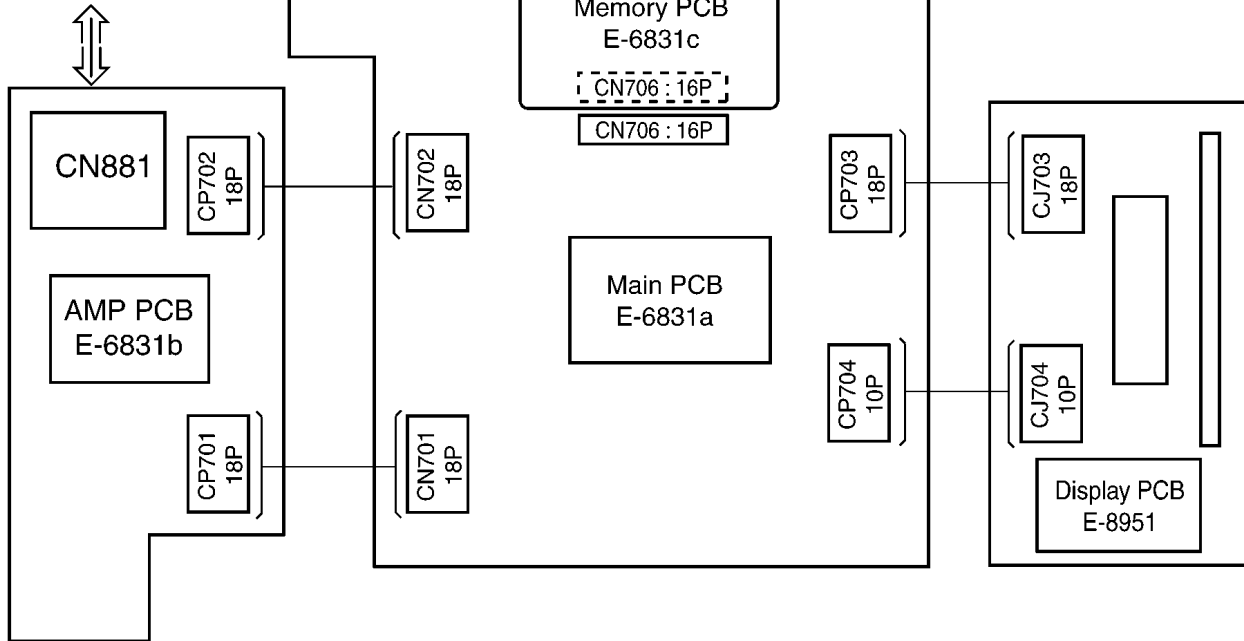 Memory PCB
E-6831c
CN706 : 16P
CN706 : 16P
CN881
CP702
18P
CN702
18P
CP703
18P
CJ703
18P
AMP PCB
E-6831b
Main PCB
E-6831a
CP704
10P
CJ704
10P
CP701
18P
CN701
18P
Display PCB
E-8951